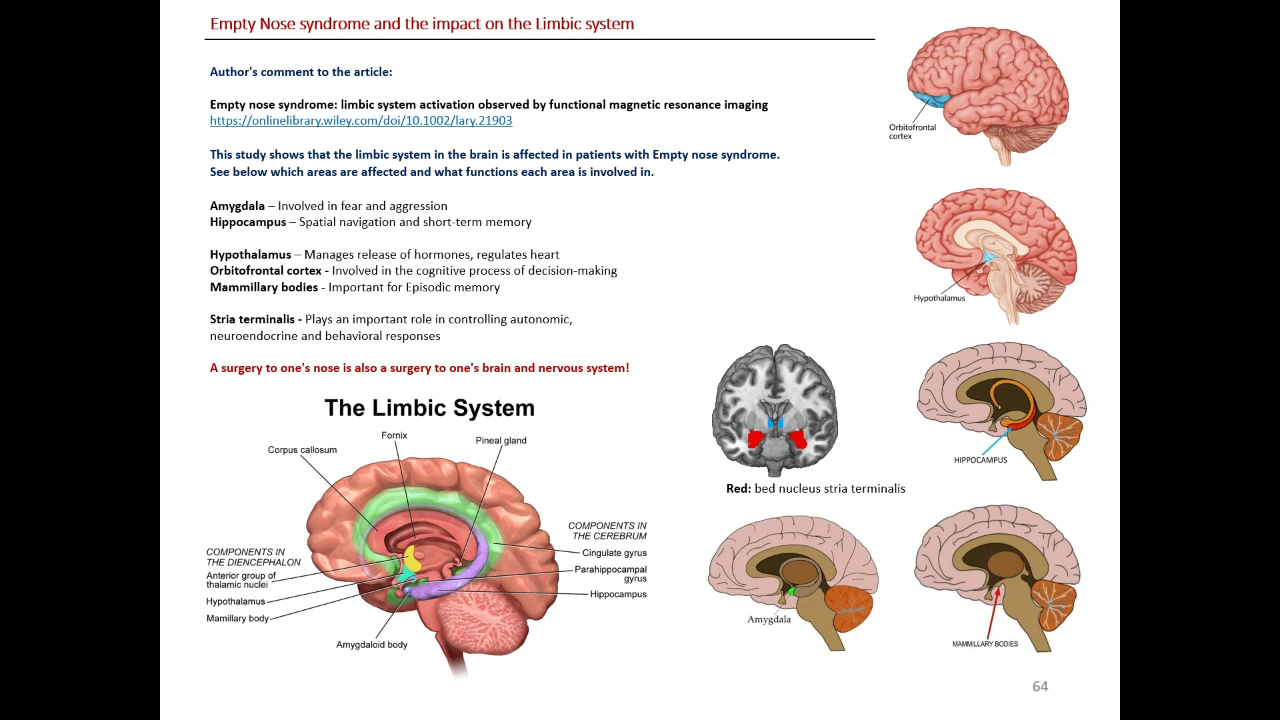 Empty Nose syndrome and the impact on the Limbic system
Author's comment to the article:
Empty nose syndrome: limbic system activation observed by functional magnetic resonance imaging
https://onlinelibrary.wiley.com/doi/10.1002/lary.21903
This study shows that the limbic system in the brain is affected in patients with Empty nose syndrome.
See below which areas are affected and what functions each area is involved in.
Amygdala – Involved in fear and aggression
Hippocampus – Spatial navigation and short-term memory
Hypothalamus – Manages release of hormones, regulates heart
Orbitofrontal cortex - Involved in the cognitive process of decision-making
Mammillary bodies - Important for Episodic memory
Stria terminalis - Plays an important role in controlling autonomic,
neuroendocrine and behavioral responses
A surgery to one's nose is also a surgery to one's brain and nervous system!
The Limbic System
Fornix
Corpus callosum
Pineal gland
COMPONENTS IN
THE DIENCEPHALON
Anterior group of
thalamic nuclei
Hypothalamus
Mamillary body
Amygdaloid body
COMPONENTS IN
THE CEREBRUM
Cingulate gyrus
Parahippocampal
gyrus
Hippocampus
Red: bed nucleus stria terminalis
Amygdala
Orbitofrontal
cortex
Hypothalamus
HIPPOCAMPUS
MAMMILLARY BODIES
64